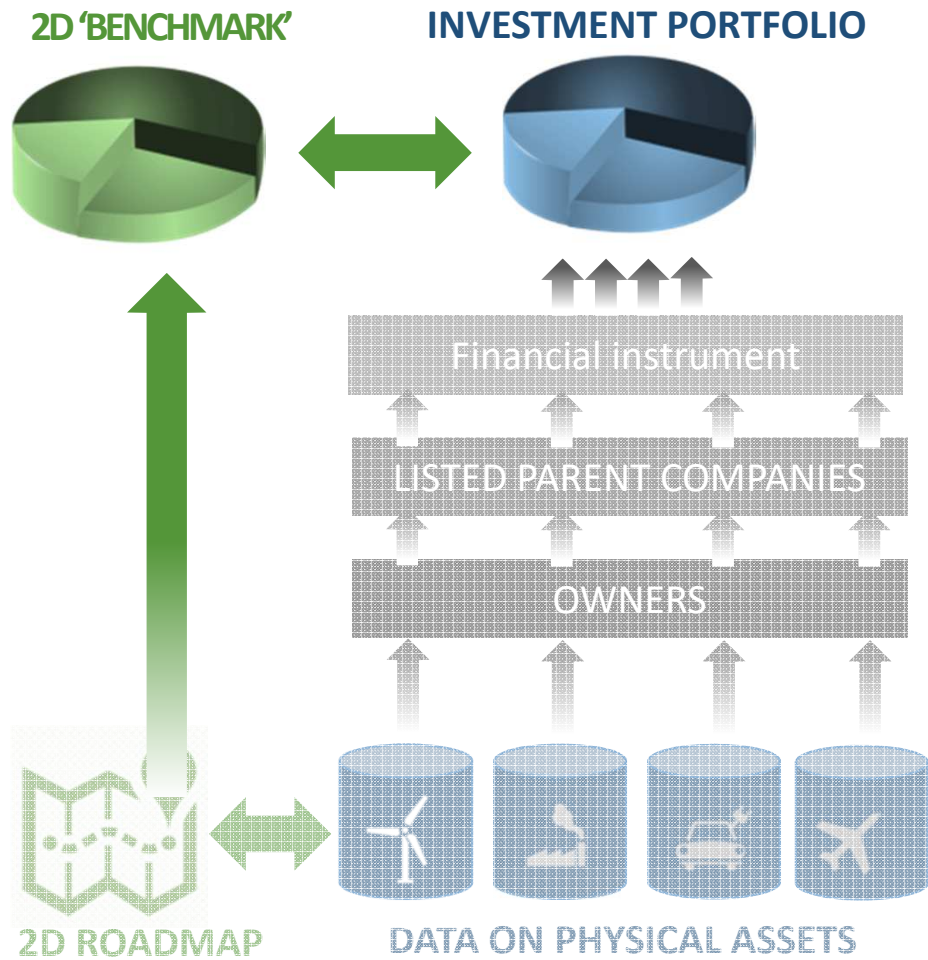 2D 'BENCHMARK'
INVESTMENT PORTFOLIO
Financial instrument
LISTED PARENT COMPANIES
OWNERS
2D ROADMAP
DATA ON PHYSICAL ASSETS